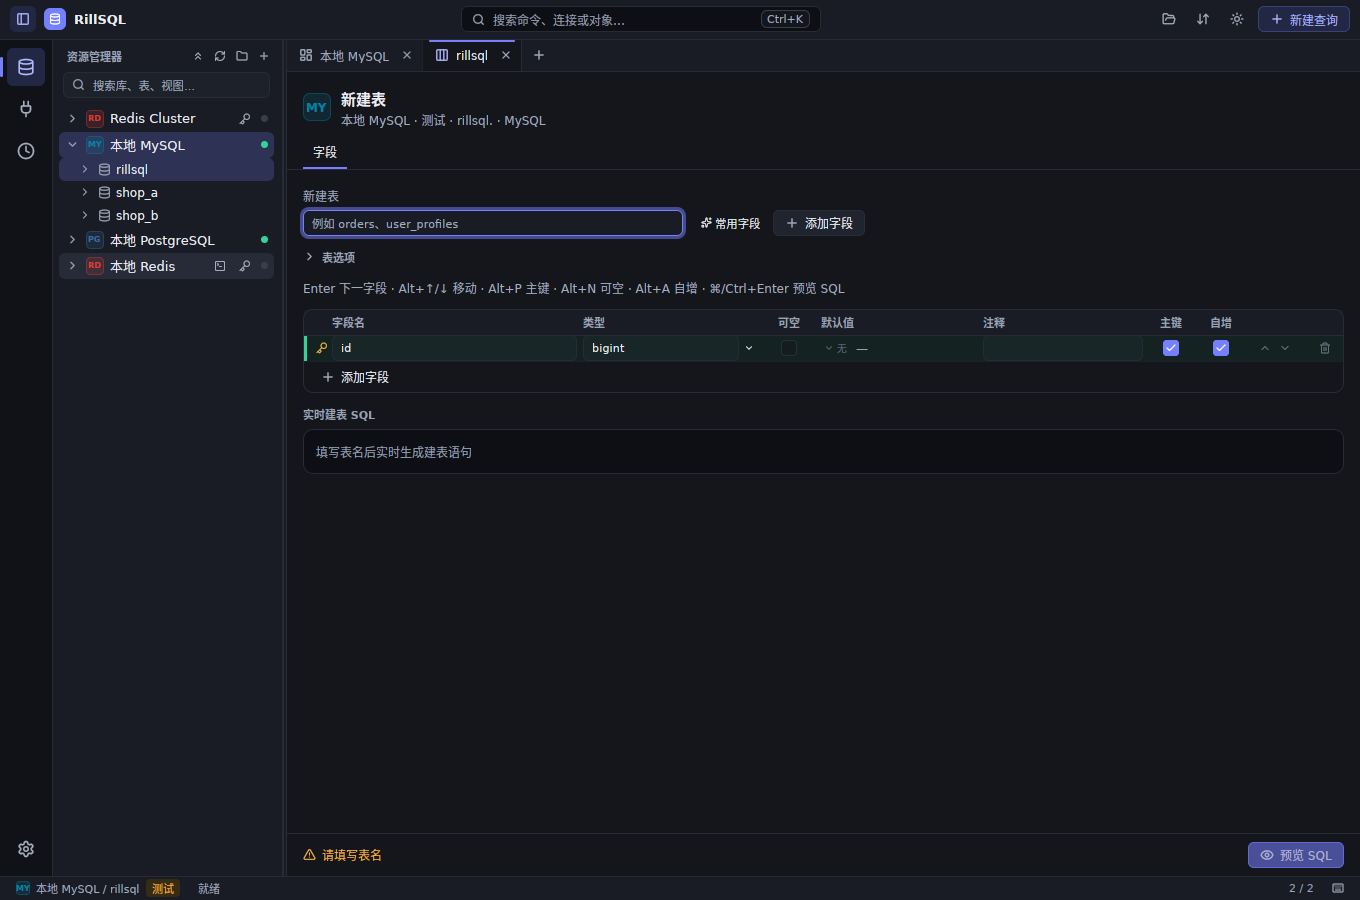 RillSQL
搜索命令、连接或对象...
Ctrl+K
新建查询
资源管理器
搜索库、表、视图...
RD Redis Cluster
MY 本地 MySQL
rillsql
shop_a
shop_b
PG 本地 PostgreSQL
RD 本地 Redis
本地 MySQL
rillsql
MY
新建表
本地 MySQL · 测试 · rillsql. · MySQL
字段
新建表
例如 orders、user_profiles
常用字段
添加字段
表选项
Enter 下一字段 · Alt+↑/↓ 移动 · Alt+P 主键 · Alt+N 可空 · Alt+A 自增 · ⌘/Ctrl+Enter 预览 SQL
字段名 类型 可空 默认值 注释 主键 自增
id bigint 无 —
添加字段
实时建表 SQL
填写表名后实时生成建表语句
请填写表名
预览 SQL
MY 本地 MySQL / rillsql 测试 就绪
2 / 2